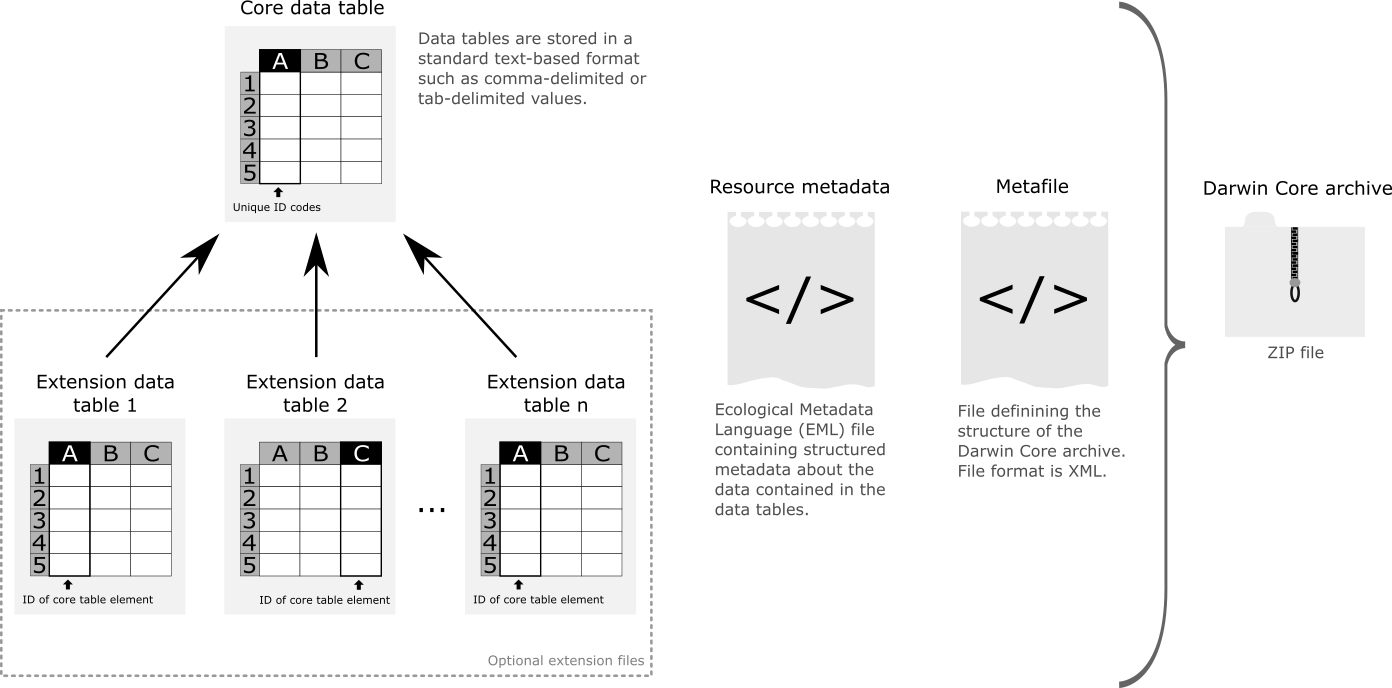 Core data table
Data tables are stored in a
standard text-based format
such as comma-delimited or
tab-delimited values.
A B C
1
2
3
4
5
Unique ID codes
Extension data
table 1
A B C
1
2
3
4
5
ID of core table element
Extension data
table 2
A B C
1
2
3
4
5
ID of core table element
...
Extension data
table n
A B C
1
2
3
4
5
ID of core table element
Optional extension files
Resource metadata
</>
Ecological Metadata
Language (EML) file
containing structured
metadata about the
data contained in the
data tables.
Metafile
</>
File definining the
structure of the
Darwin Core archive.
File format is XML.
Darwin Core archive
ZIP file